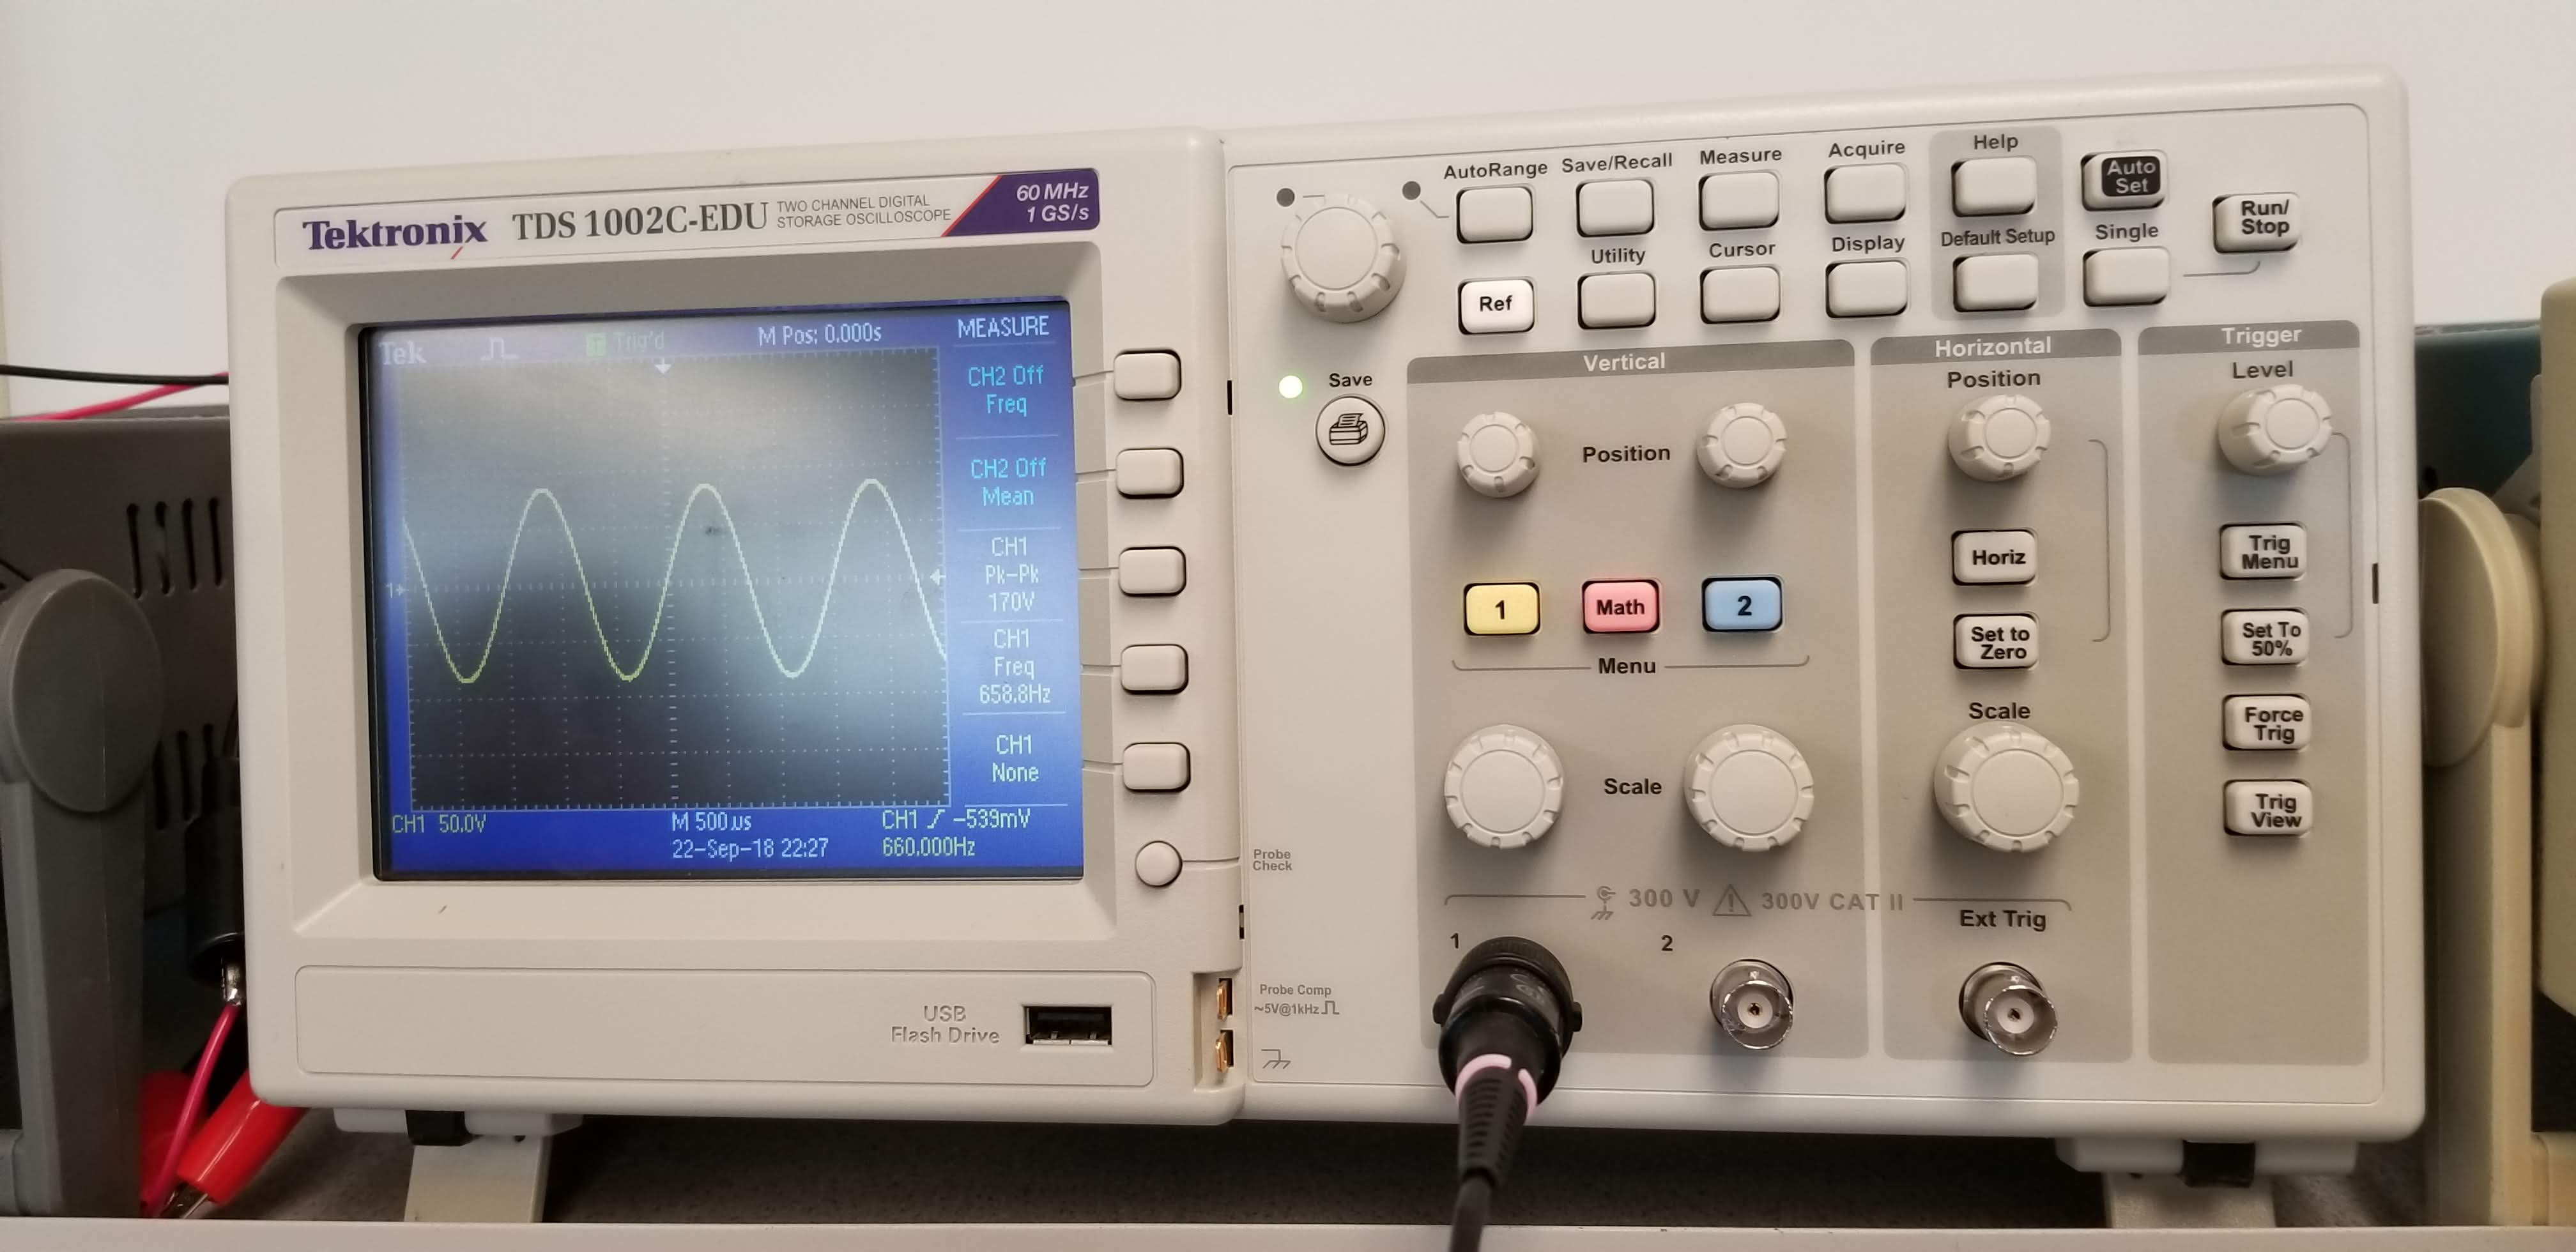 Tektronix TDS 1002C-EDU TWO CHANNEL DIGITAL
STORAGE OSCILLOSCOPE
60 MHz
1 GS/s
Tek Trig'd M Pos: 0.000s MEASURE
CH2 Off
Freq
CH2 Off
Mean
CH1
Pk-Pk
170V
CH1
Freq
658.8Hz
CH1
None
1
CH1 50.0V M 500µs CH1 -539mV
22-Sep-18 22:27 660.000Hz
USB
Flash Drive
AutoRange Save/Recall Measure Acquire Help
Auto
Set
Run/
Stop
Ref Utility Cursor Display Default Setup Single
Save
Vertical Horizontal Trigger
Position Position Level
1 Math 2
Menu
Horiz
Set to
Zero
Trig
Menu
Set To
50%
Scale Scale
Force
Trig
Trig
View
Probe
Check
300 V 300V CAT II
1 2 Ext Trig
Probe Comp
~5V@1kHz